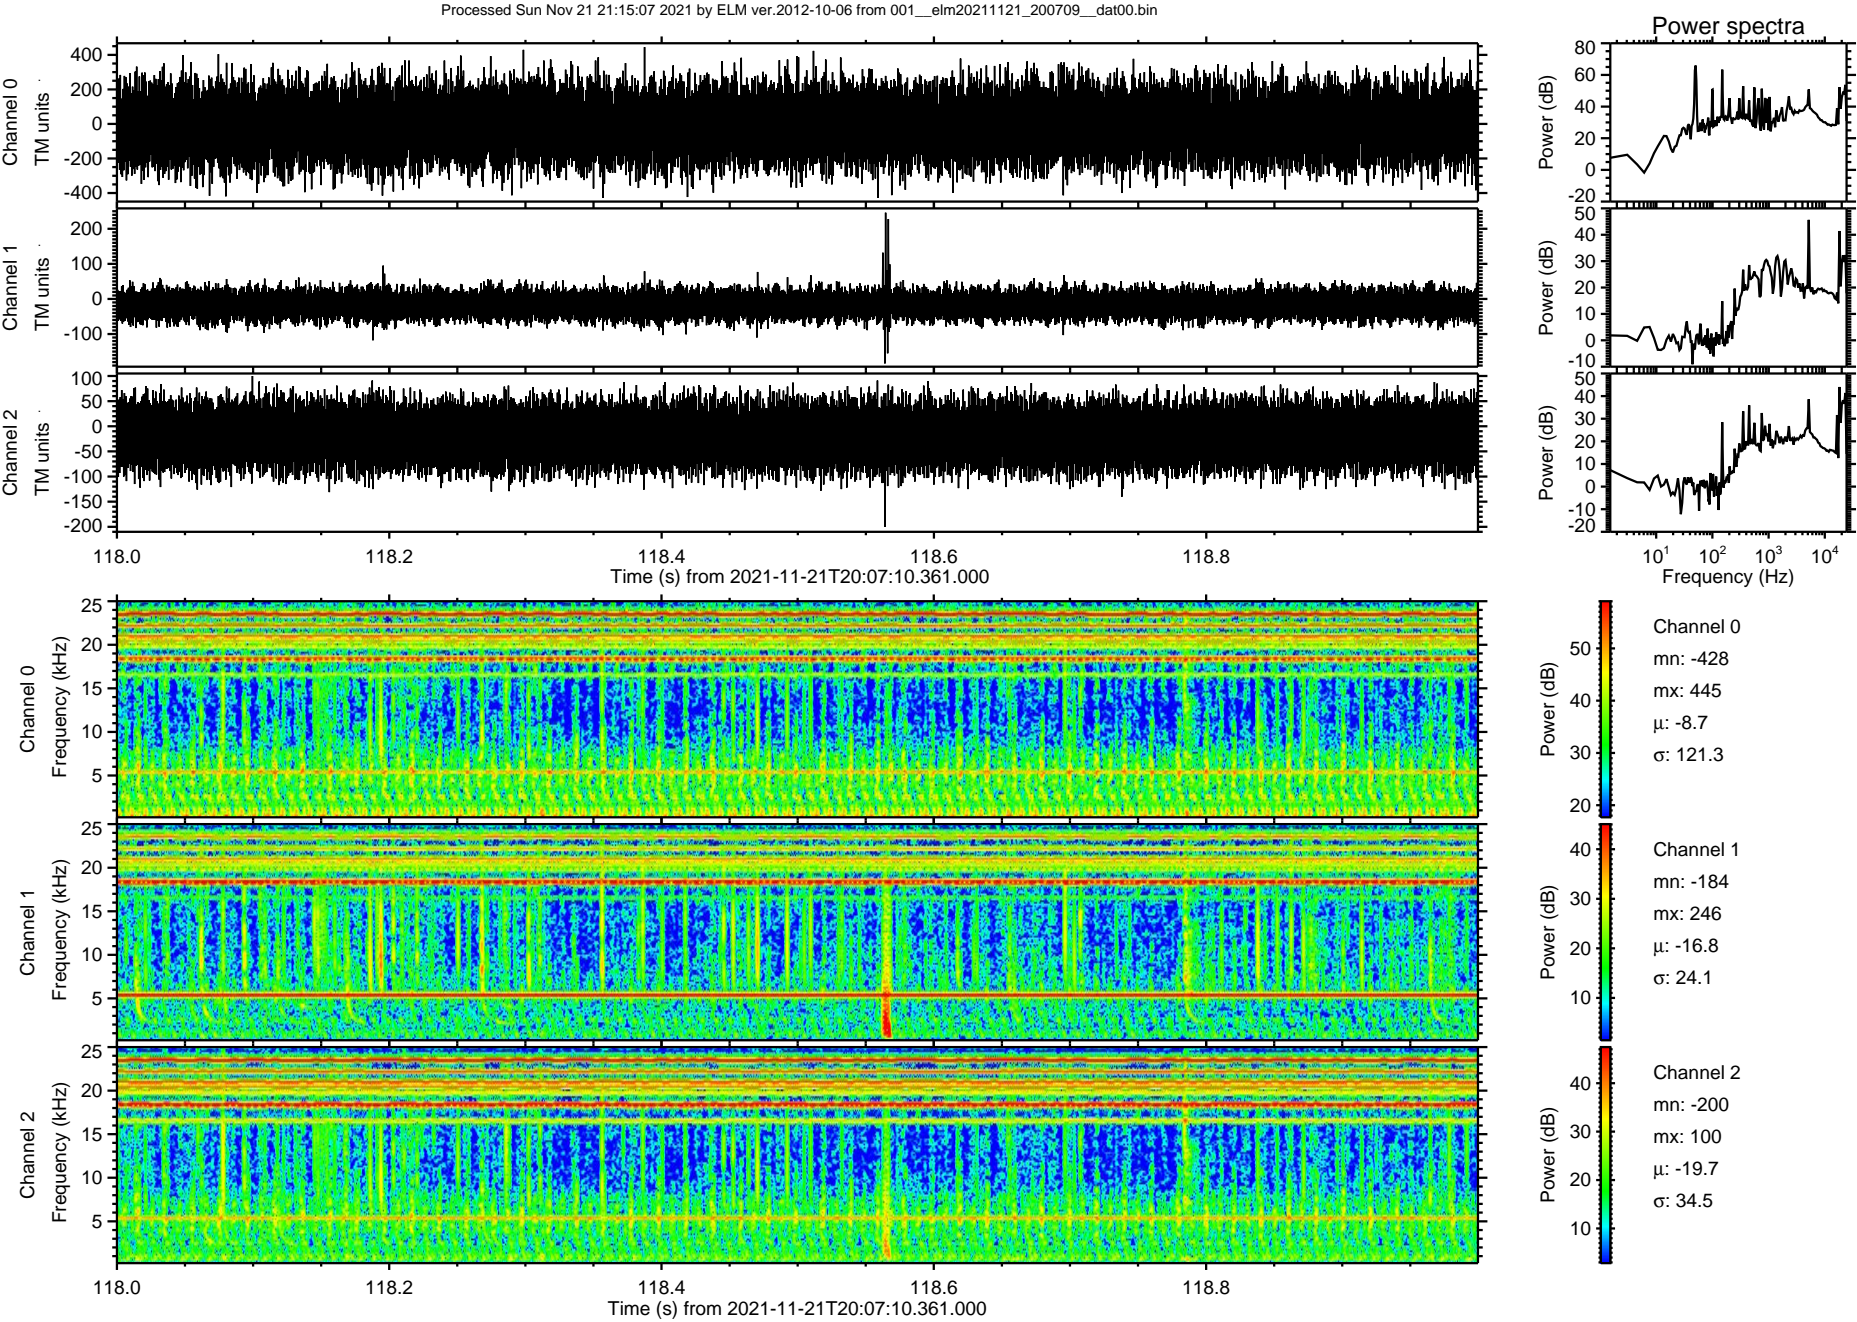 Processed Sun Nov 21 21:15:07 2021 by ELM ver.2012-10-06 from 001__elm20211121_200709__dat00.bin
Power spectra
Channel 0
TM units
400
200
0
-200
-400
Power (dB)
80
60
40
20
0
-20
Channel 1
TM units
200
100
0
-100
Power (dB)
50
40
30
20
10
0
-10
Channel 2
TM units
100
50
0
-50
-100
-150
-200
Power (dB)
50
40
30
20
10
0
-10
-20
118.0 118.2 118.4 118.6 118.8
Time (s) from 2021-11-21T20:07:10.361.000
10¹ 10² 10³ 10⁴
Frequency (Hz)
Channel 0
Frequency (kHz)
25
20
15
10
5
Power (dB)
50
40
30
20
Channel 0
mn: -428
mx: 445
μ: -8.7
σ: 121.3
Channel 1
Frequency (kHz)
25
20
15
10
5
Power (dB)
40
30
20
10
Channel 1
mn: -184
mx: 246
μ: -16.8
σ: 24.1
Channel 2
Frequency (kHz)
25
20
15
10
5
Power (dB)
40
30
20
10
Channel 2
mn: -200
mx: 100
μ: -19.7
σ: 34.5
118.0 118.2 118.4 118.6 118.8
Time (s) from 2021-11-21T20:07:10.361.000